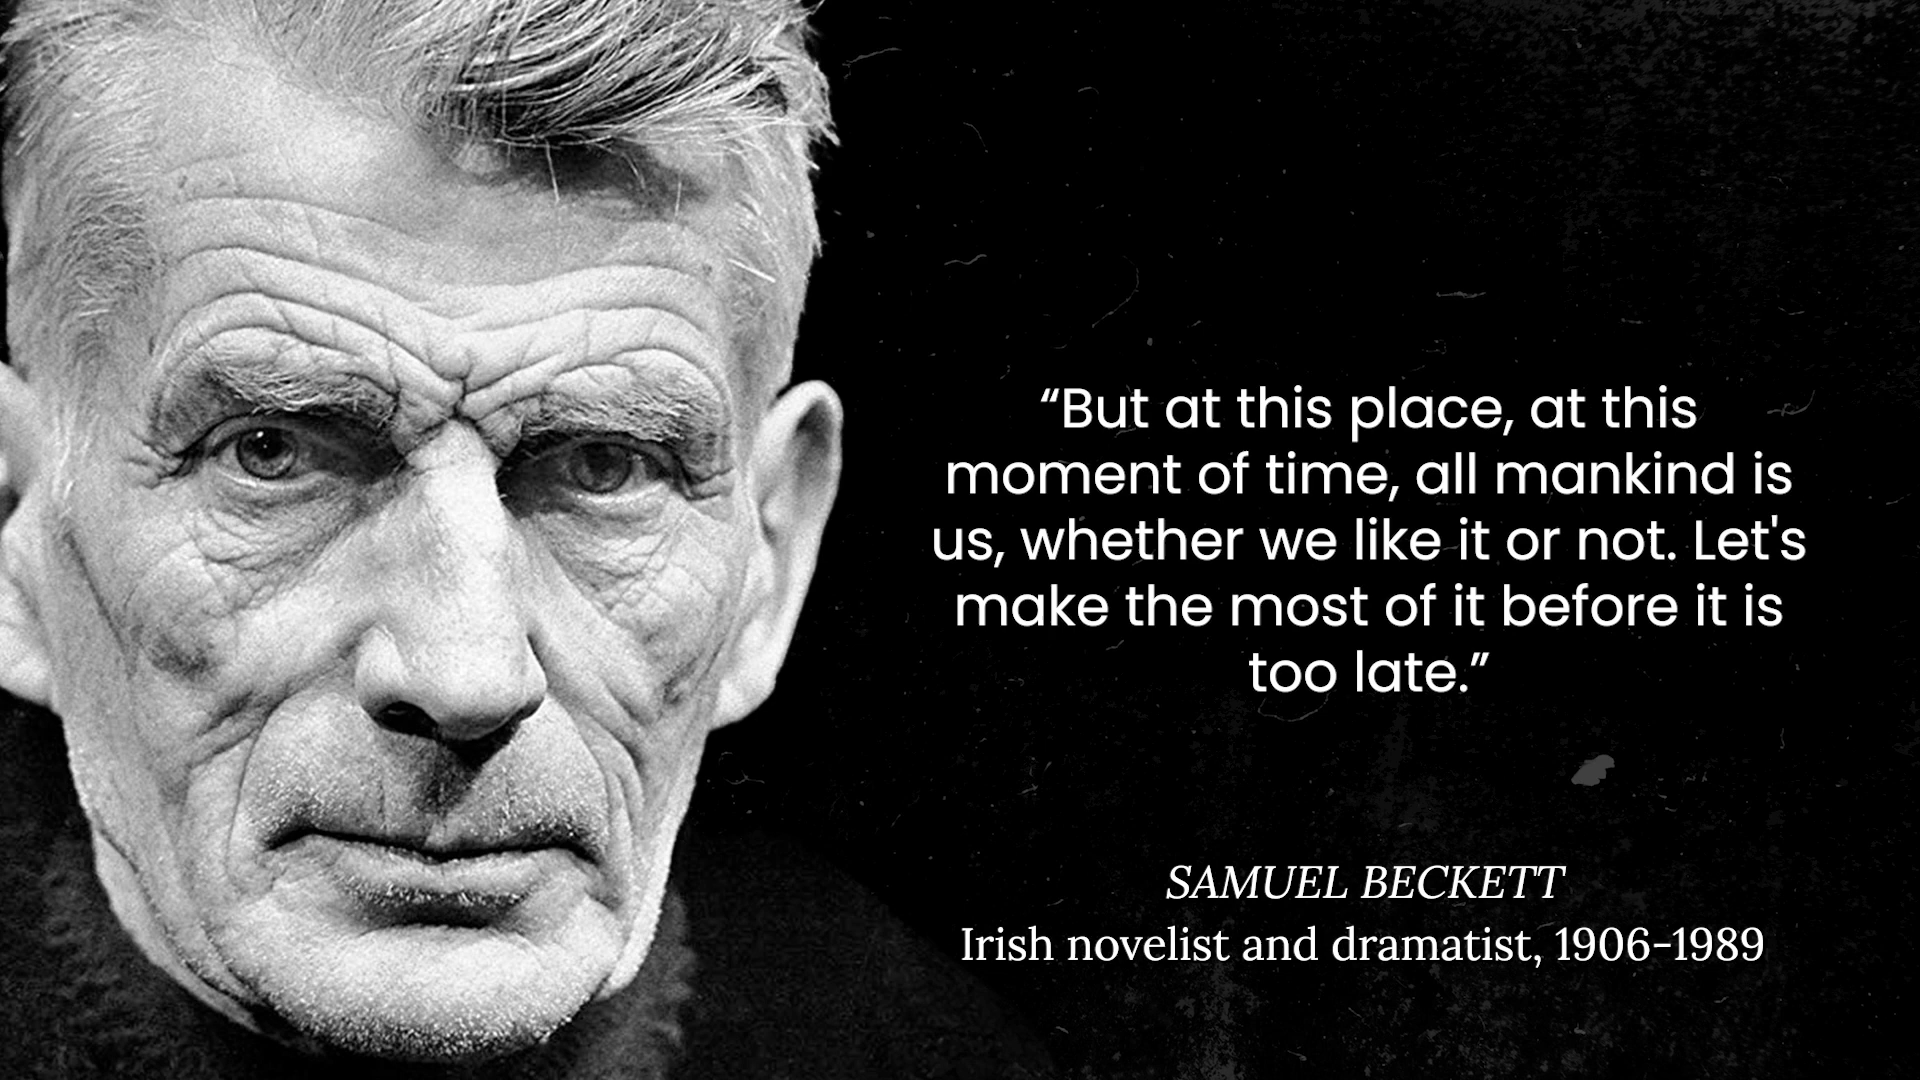 “But at this place, at this
moment of time, all mankind is
us, whether we like it or not. Let's
make the most of it before it is
too late.”
SAMUEL BECKETT
Irish novelist and dramatist, 1906-1989